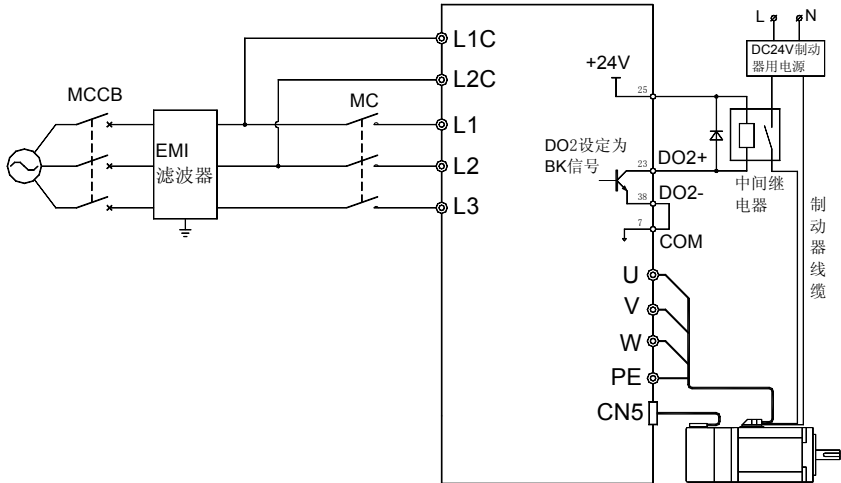 L N
DC24V制动
器用电源
L1C
L2C
+24V
25
MCCB
MC
L1
EMI
滤波器
L2
L3
DO2设定为
BK信号
23
DO2+
38
DO2-
7
COM
中间继
电器
制动器线缆
U
V
W
PE
CN5